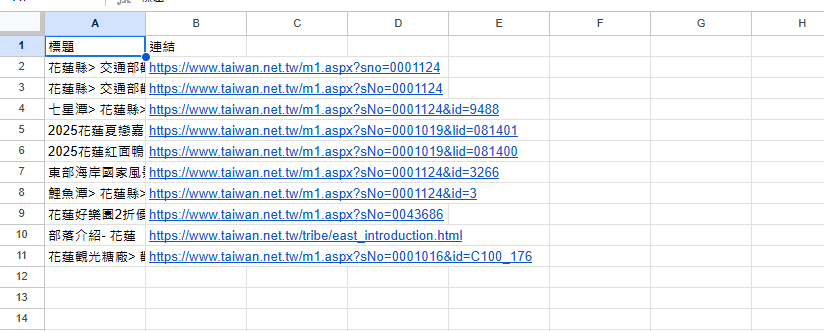 A B C D E F G H
1 標題 連結
2 花蓮縣> 交通部 https://www.taiwan.net.tw/m1.aspx?sno=0001124
3 花蓮縣> 交通部 https://www.taiwan.net.tw/m1.aspx?sNo=0001124
4 七星潭> 花蓮縣> https://www.taiwan.net.tw/m1.aspx?sNo=0001124&id=9488
5 2025花蓮夏戀嘉 https://www.taiwan.net.tw/m1.aspx?sNo=0001019&lid=081401
6 2025花蓮紅面鴨 https://www.taiwan.net.tw/m1.aspx?sNo=0001019&lid=081400
7 東部海岸國家風 https://www.taiwan.net.tw/m1.aspx?sNo=0001124&id=3266
8 鯉魚潭> 花蓮縣> https://www.taiwan.net.tw/m1.aspx?sNo=0001124&id=3
9 花蓮好樂園2折 https://www.taiwan.net.tw/m1.aspx?sNo=0043686
10 部落介紹- 花蓮 https://www.taiwan.net.tw/tribe/east_introduction.html
11 花蓮觀光糖廠> https://www.taiwan.net.tw/m1.aspx?sNo=0001016&id=C100_176
12
13
14